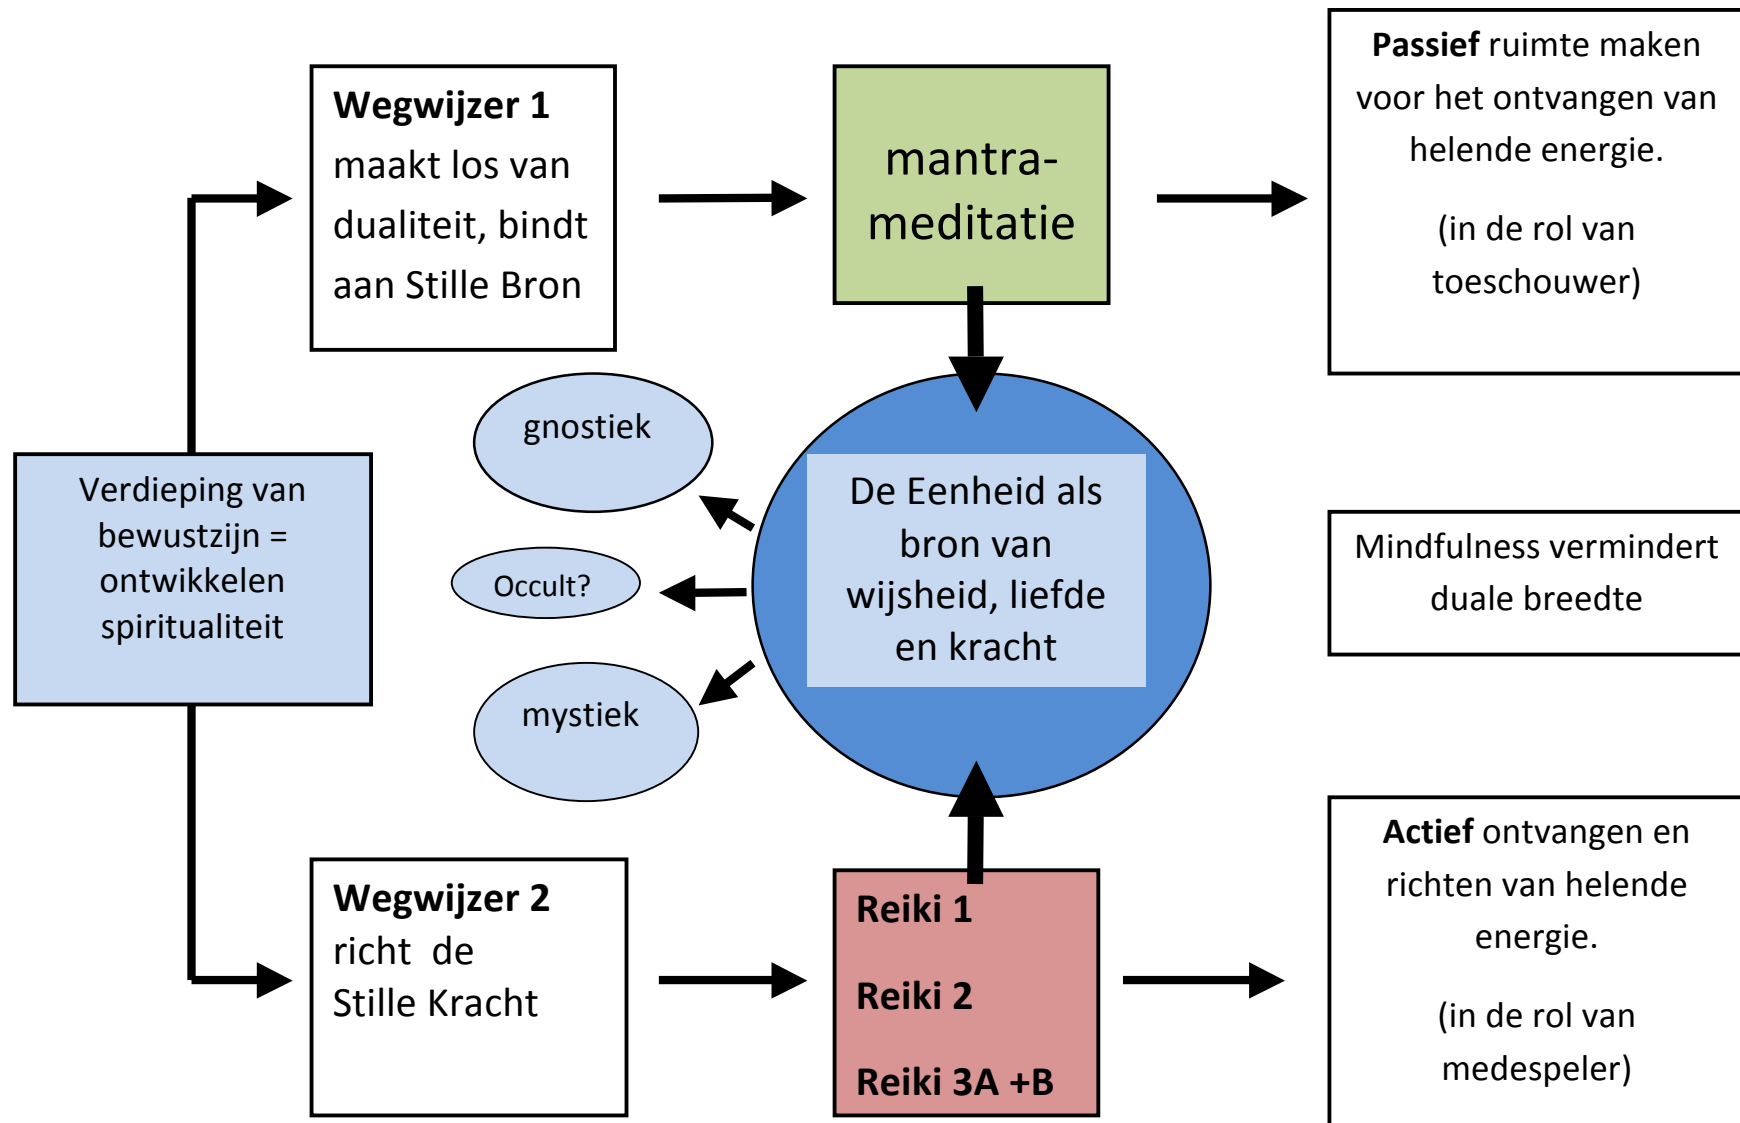 Wegwijzer 1
maakt los van
dualiteit, bindt
aan Stille Bron
mantra-
meditatie
Passief ruimte maken
voor het ontvangen van
helende energie.
(in de rol van
toeschouwer)
gnostiek
Verdieping van
bewustzijn =
ontwikkelen
spiritualiteit
Occult?
mystiek
De Eenheid als
bron van
wijsheid, liefde
en kracht
Mindfulness vermindert
duale breedte
Wegwijzer 2
richt  de
Stille Kracht
Reiki 1
Reiki 2
Reiki 3A +B
Actief ontvangen en
richten van helende
energie.
(in de rol van
medespeler)